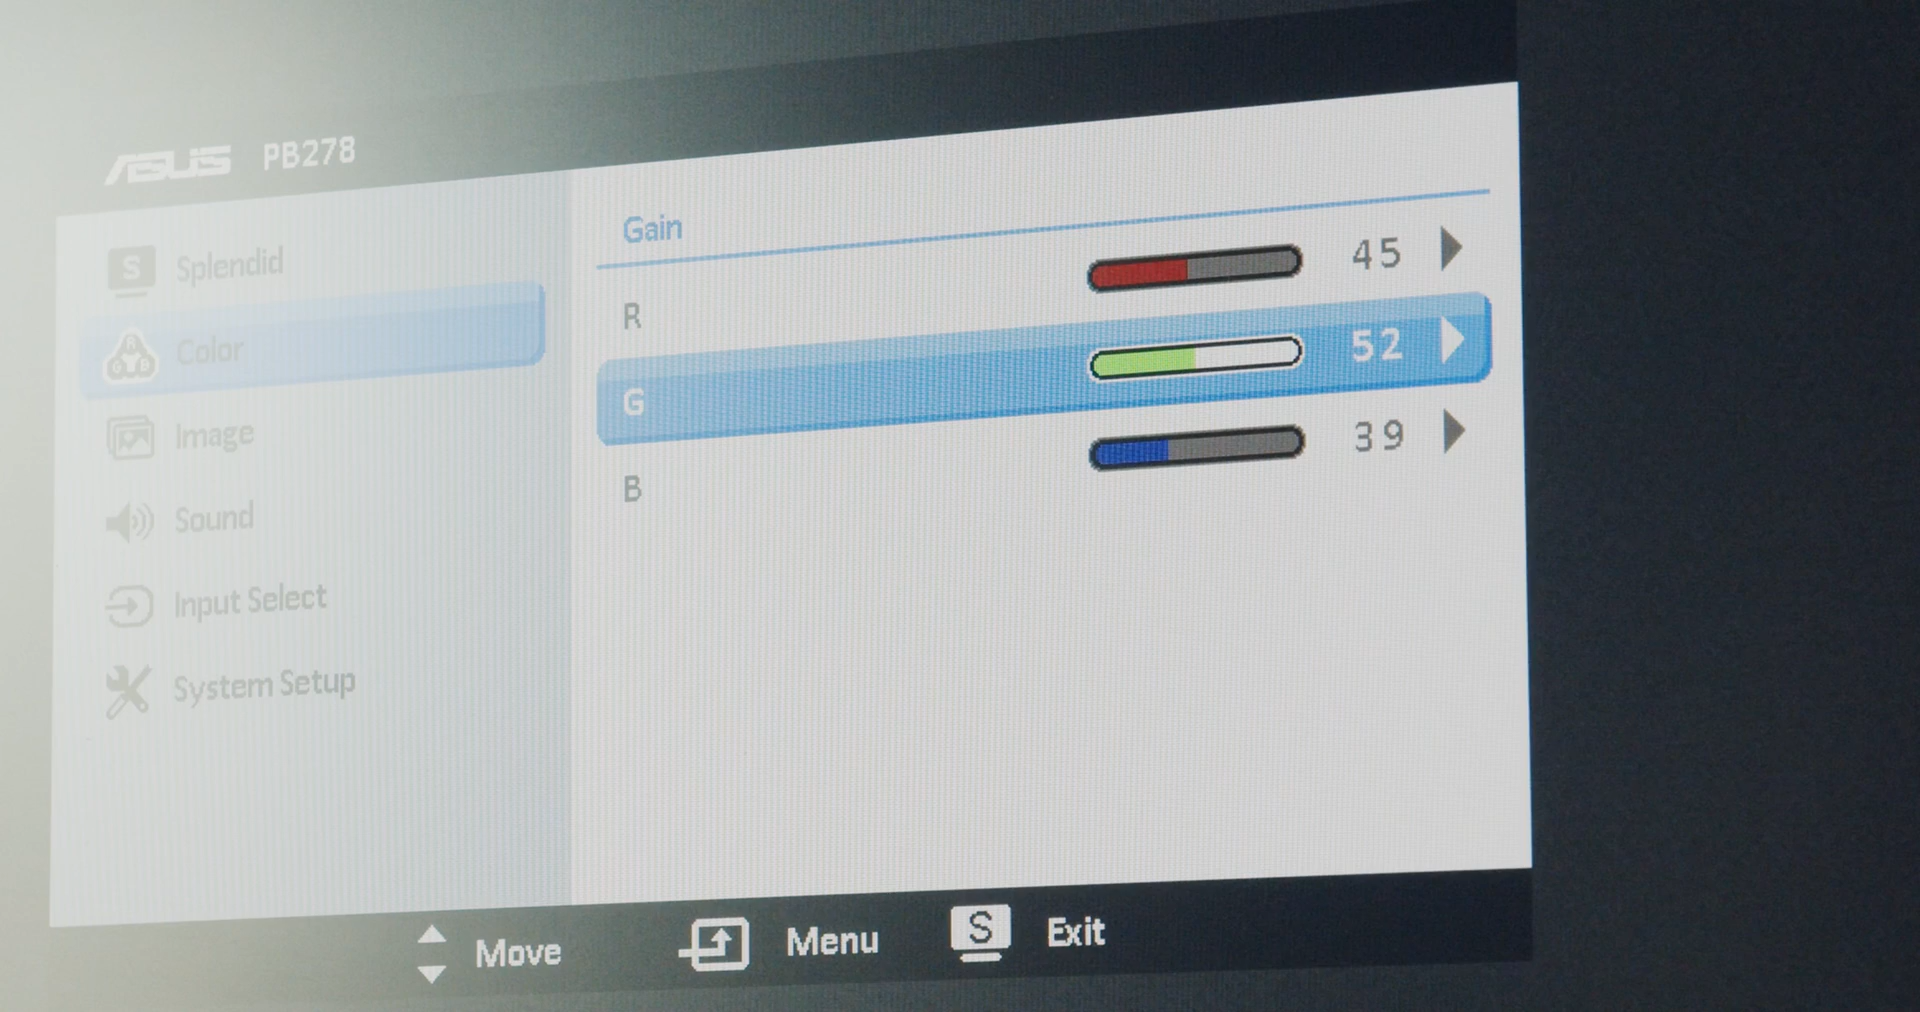 ASUS PB278
S Splendid
R G B Color
Image
Sound
Input Select
System Setup
Gain
R 45
G 52
B 39
Move Menu S Exit